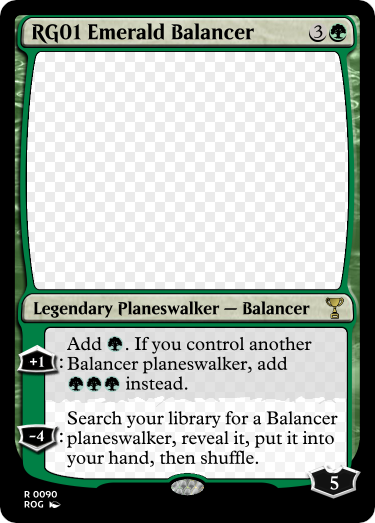 RG01 Emerald Balancer 3
Legendary Planeswalker — Balancer
+1: Add . If you control another
Balancer planeswalker, add
instead.
-4: Search your library for a Balancer
planeswalker, reveal it, put it into
your hand, then shuffle.
5
R 0090
ROG